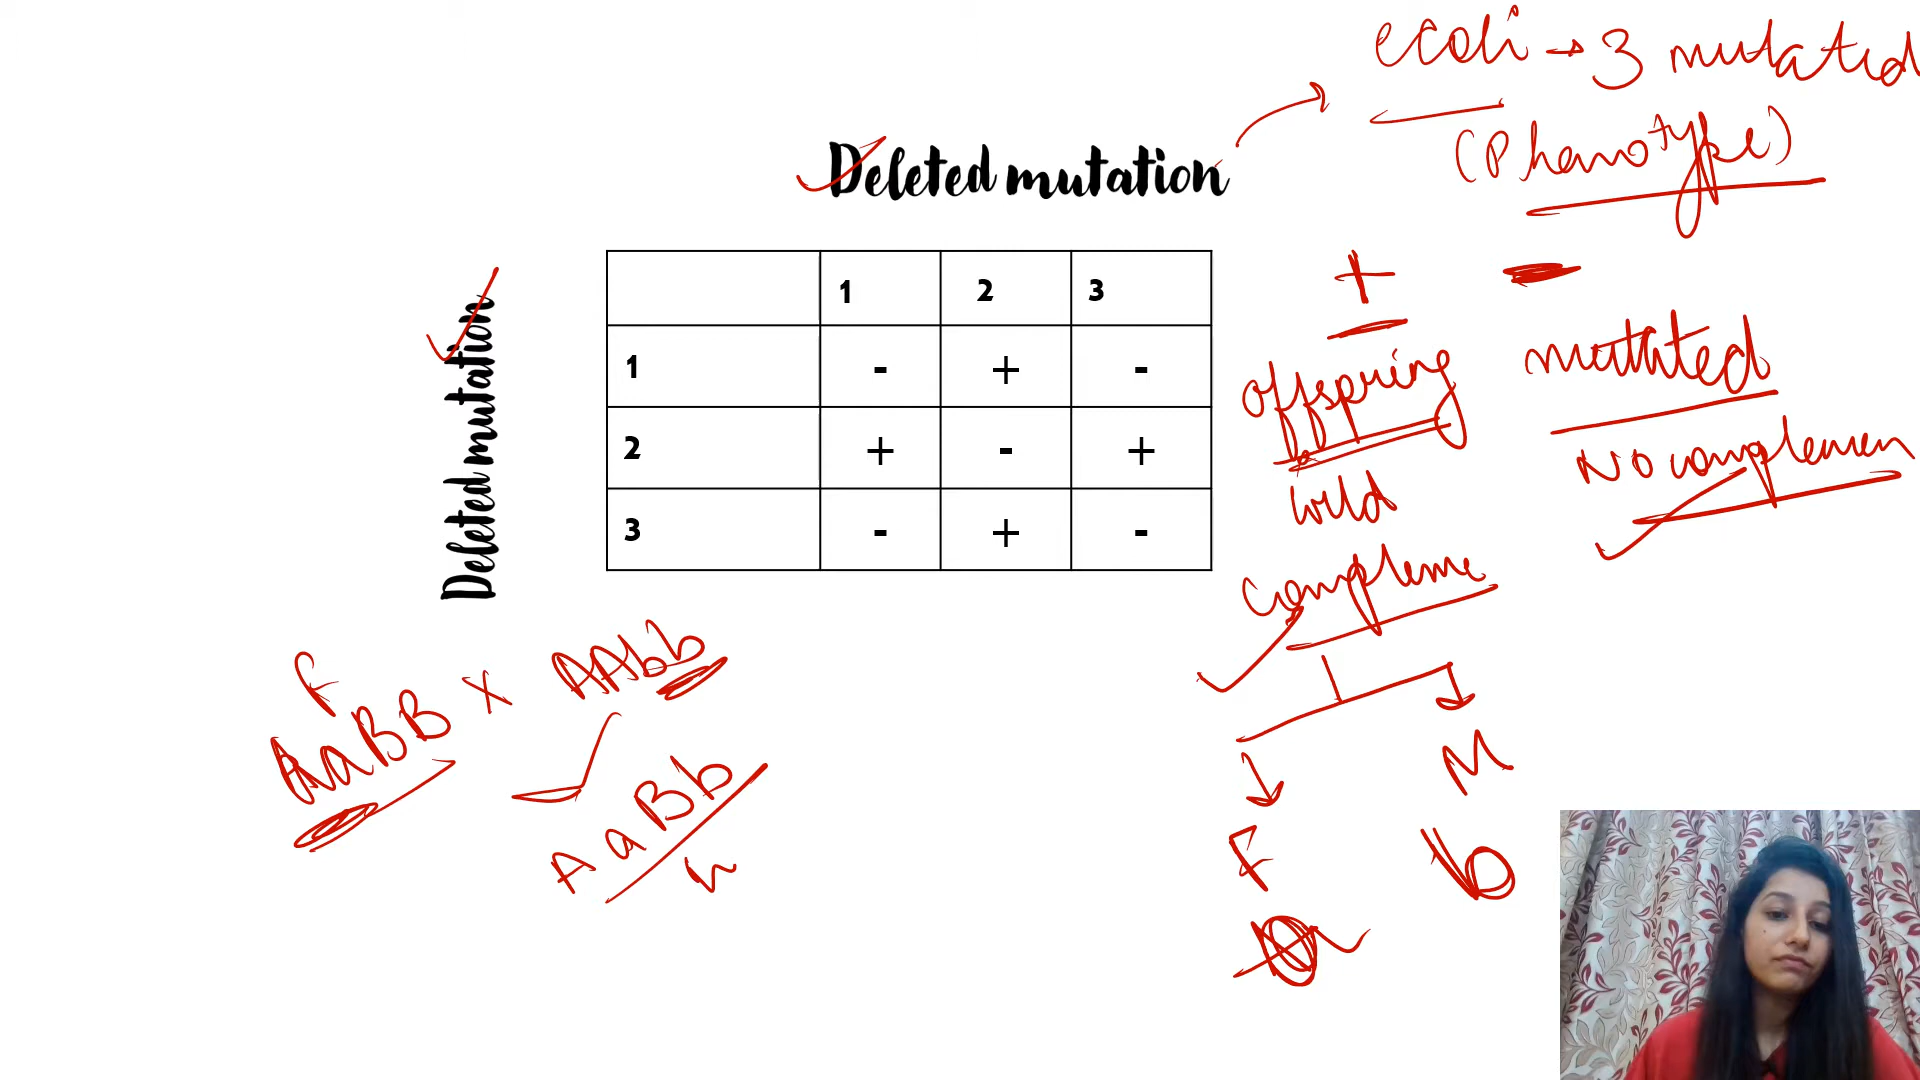 ecoli → 3 mutated
(Phenotype)
Deleted mutation
Deleted mutation
1 2 3
1 - + -
2 + - +
3 - + -
+ -
offspring
wild
mutated
No complemen
Compleme
F M
b
F
AaBB X AAbb
AaBb